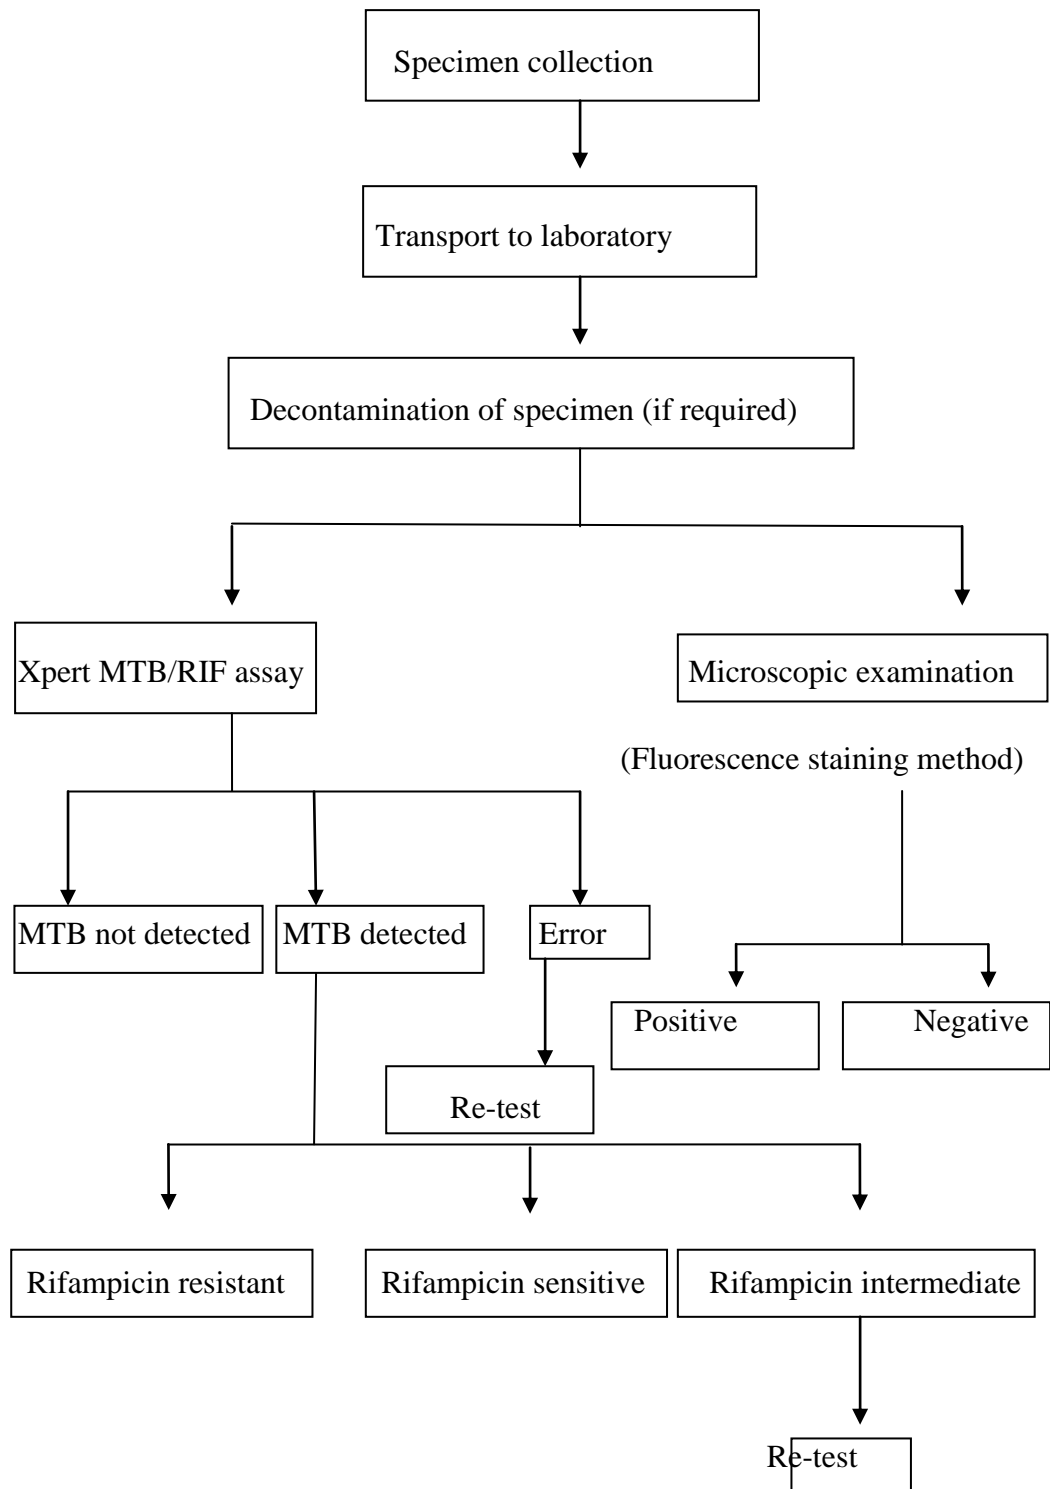 Specimen collection
Transport to laboratory
Decontamination of specimen (if required)
Xpert MTB/RIF assay
Microscopic examination
(Fluorescence staining method)
MTB not detected
MTB detected
Error
Positive
Negative
Re-test
Rifampicin resistant
Rifampicin sensitive
Rifampicin intermediate
Re-test